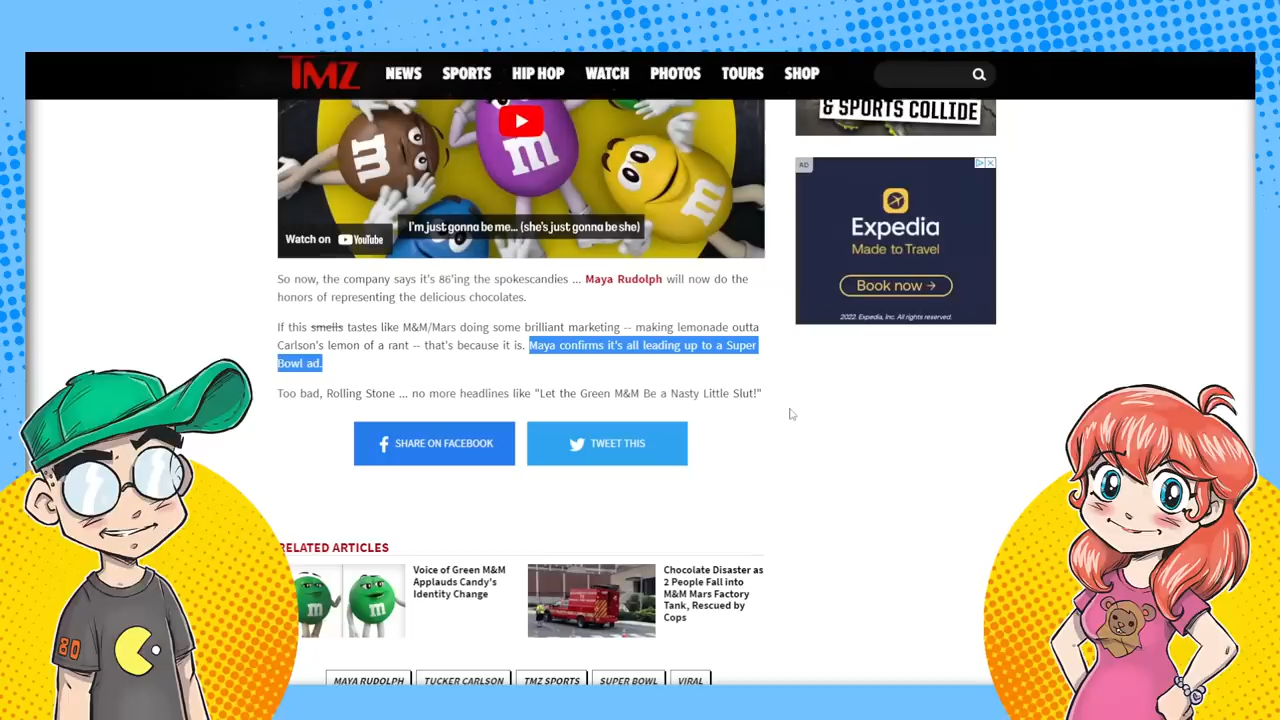 TMZ NEWS SPORTS HIP HOP WATCH PHOTOS TOURS SHOP
& SPORTS COLLIDE
m
m
m
I'm just gonna be me... (she's just gonna be she)
Watch on YouTube
AD
Expedia
Made to Travel
Book now →
2022. Expedia, Inc. All rights reserved.
So now, the company says it's 86'ing the spokescandies ... Maya Rudolph will now do the
honors of representing the delicious chocolates.
If this smells tastes like M&M/Mars doing some brilliant marketing -- making lemonade outta
Carlson's lemon of a rant -- that's because it is. Maya confirms it's all leading up to a Super
Bowl ad.
Too bad, Rolling Stone ... no more headlines like "Let the Green M&M Be a Nasty Little Slut!"
SHARE ON FACEBOOK
TWEET THIS
RELATED ARTICLES
m
m
Voice of Green M&M
Applauds Candy's
Identity Change
Chocolate Disaster as
2 People Fall into
M&M Mars Factory
Tank, Rescued by
Cops
MAYA RUDOLPH
TUCKER CARLSON
TMZ SPORTS
SUPER BOWL
VIRAL
80